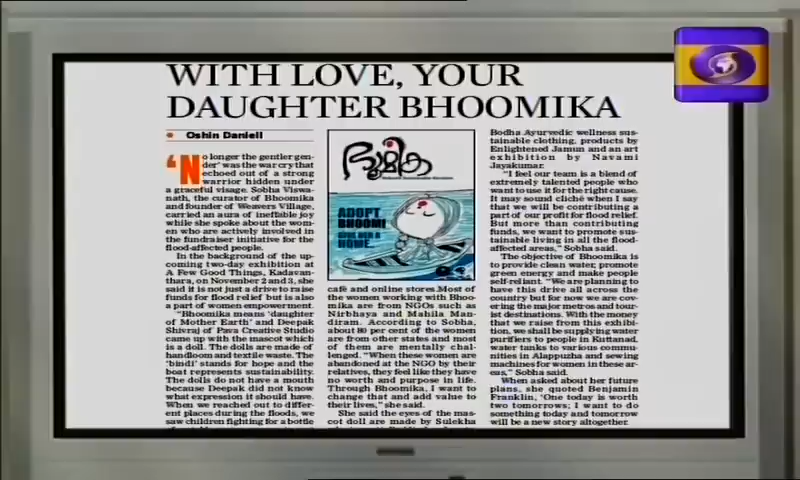 WITH LOVE, YOUR
DAUGHTER BHOOMIKA
Oshin Daniell
'No longer the gentler gen-
der' was the war cry that
echoed out of a strong
warrior hidden under
a graceful visage. Sobha Viswa-
nath, the curator of Bhoomika
and founder of Weavers Village,
carried an aura of ineffable joy
while she spoke about the wom-
en who are actively involved in
the fundraiser initiative for the
flood-affected people.
In the background of the up-
coming two-day exhibition at
A Few Good Things, Kadavan-
thara, on November 2 and 3, she
said it is not just a drive to raise
funds for flood relief but is also
a part of women empowerment.
"Bhoomika means 'daughter
of Mother Earth' and Deepak
Shivraj of Pava Creative Studio
came up with the mascot which
is a doll. The dolls are made of
handloom and textile waste. The
'bindi' stands for hope and the
boat represents sustainability.
The dolls do not have a mouth
because Deepak did not know
what expression it should have.
When we reached out to differ-
ent places during the floods, we
saw children fighting for a bottle
ഭൂമിക
ADOPT
BHOOMI
GIVE HER A
HOME...
café and online stores.Most of
the women working with Bhoo-
mika are from NGOs such as
Nirbhaya and Mahila Man-
diram. According to Sobha,
about 80 per cent of the women
are from other states and most
of them are mentally chal-
lenged. "When these women are
abandoned at the NGO by their
relatives, they feel like they have
no worth and purpose in life.
Through Bhoomika, I want to
change that and add value to
their lives," she said.
She said the eyes of the mas-
cot doll are made by Sulekha
Bodha Ayurvedic wellness sus-
tainable clothing, products by
Enlightened Jamun and an art
exhibition by Navami
Jayakumar.
"I feel our team is a blend of
extremely talented people who
want to use it for the right cause.
It may sound cliché when I say
that we will be contributing a
part of our profit for flood relief.
But more than contributing
funds, we want to promote sus-
tainable living in all the flood-
affected areas," Sobha said.
The objective of Bhoomika is
to provide clean water, promote
green energy and make people
self-reliant. "We are planning to
have this drive all across the
country but for now we are cov-
ering the major metros and tour-
ist destinations. With the money
that we raise from this exhibi-
tion, we shall be supplying water
purifiers to people in Kuttanad,
water tanks to various commu-
nities in Alappuzha and sewing
machines for women in these ar-
eas," Sobha said.
When asked about her future
plans, she quoted Benjamin
Franklin, 'One today is worth
two tomorrows; I want to do
something today and tomorrow
will be a new story altogether.